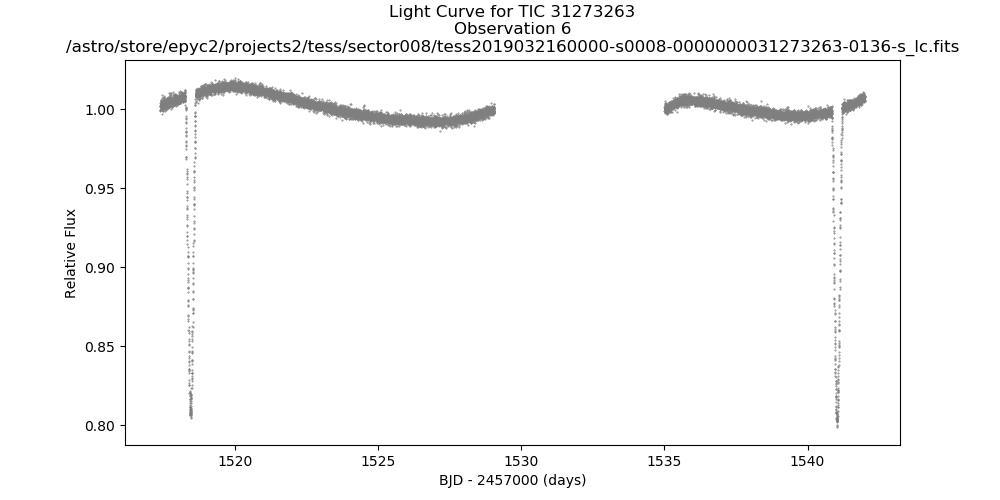 Light Curve for TIC 31273263
Observation 6
/astro/store/epyc2/projects2/tess/sector008/tess2019032160000-s0008-0000000031273263-0136-s_lc.fits
1.00
0.95
0.90
0.85
0.80
Relative Flux
1520
1525
1530
1535
1540
BJD - 2457000 (days)